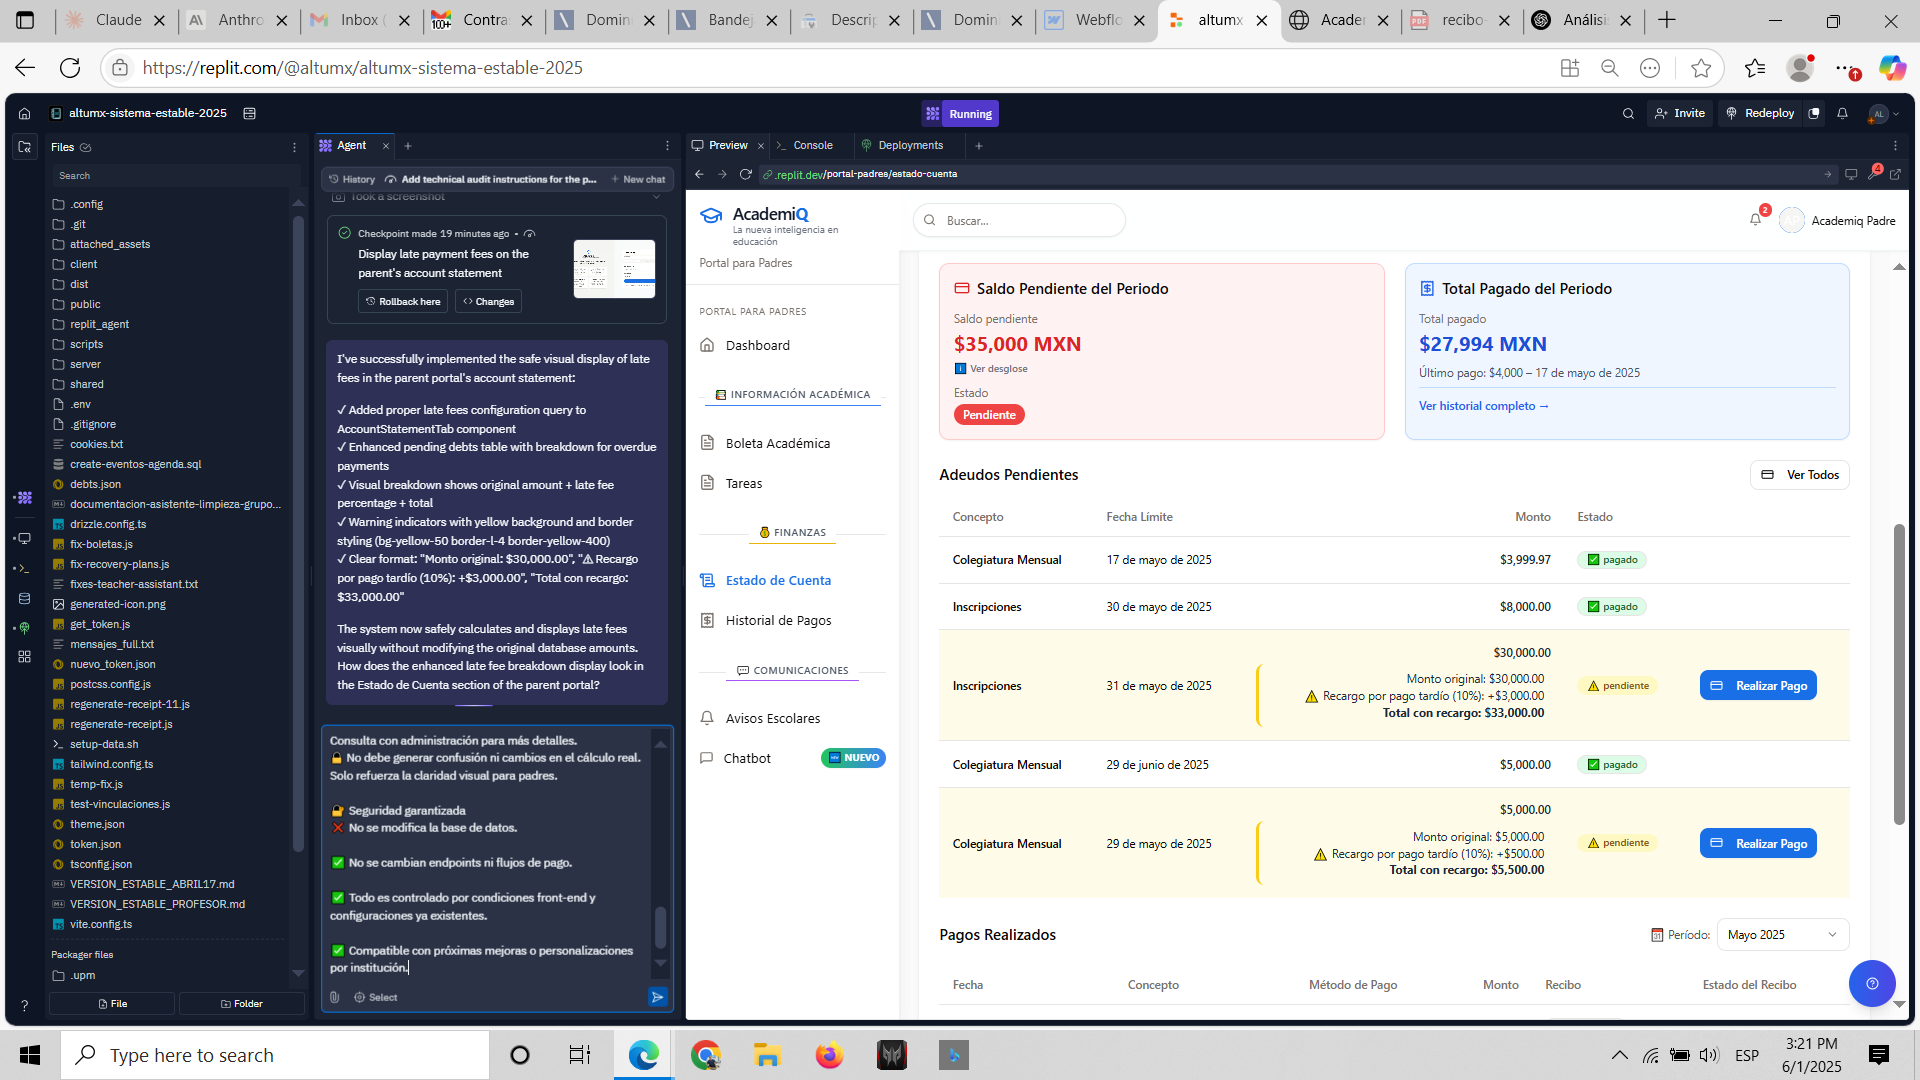 Claude
Anthro
Inbox (
100+
Contra
Domin
Bandej
Descrip
Domin
Webflo
altumx
Acader
PDF
recibo-
Análisi
https://replit.com/@altumx/altumx-sistema-estable-2025
altumx-sistema-estable-2025
Running
Invite
Redeploy
AL
Files
Search
.config
.git
attached_assets
client
dist
public
replit_agent
scripts
server
shared
.env
.gitignore
cookies.txt
create-eventos-agenda.sql
debts.json
documentacion-asistente-limpieza-grupo...
drizzle.config.ts
fix-boletas.js
fix-recovery-plans.js
fixes-teacher-assistant.txt
generated-icon.png
get_token.js
mensajes_full.txt
nuevo_token.json
postcss.config.js
regenerate-receipt-11.js
regenerate-receipt.js
setup-data.sh
tailwind.config.ts
temp-fix.js
test-vinculaciones.js
theme.json
token.json
tsconfig.json
VERSION_ESTABLE_ABRIL17.md
VERSION_ESTABLE_PROFESOR.md
vite.config.ts
Packager files
.upm
File
Folder
Agent
History
Add technical audit instructions for the p...
New chat
Took a screenshot
Checkpoint made 19 minutes ago •
Display late payment fees on the
parent's account statement
Rollback here
Changes
I've successfully implemented the safe visual display of late
fees in the parent portal's account statement:
✓ Added proper late fees configuration query to
AccountStatementTab component
✓ Enhanced pending debts table with breakdown for overdue
payments
✓ Visual breakdown shows original amount + late fee
percentage + total
✓ Warning indicators with yellow background and border
styling (bg-yellow-50 border-l-4 border-yellow-400)
✓ Clear format: "Monto original: $30,000.00", "⚠ Recargo
por pago tardío (10%): +$3,000.00", "Total con recargo:
$33,000.00"
The system now safely calculates and displays late fees
visually without modifying the original database amounts.
How does the enhanced late fee breakdown display look in
the Estado de Cuenta section of the parent portal?
Consulta con administración para más detalles.
🔒 No debe generar confusión ni cambios en el cálculo real.
Solo refuerza la claridad visual para padres.
🔐 Seguridad garantizada
❌ No se modifica la base de datos.
✅ No se cambian endpoints ni flujos de pago.
✅ Todo es controlado por condiciones front-end y
configuraciones ya existentes.
✅ Compatible con próximas mejoras o personalizaciones
por institución.
Select
Preview
Console
Deployments
.replit.dev/portal-padres/estado-cuenta
4
AcademiQ
La nueva inteligencia en
educación
Portal para Padres
PORTAL PARA PADRES
Dashboard
INFORMACIÓN ACADÉMICA
Boleta Académica
Tareas
FINANZAS
Estado de Cuenta
Historial de Pagos
COMUNICACIONES
Avisos Escolares
Chatbot
NUEVO
Buscar...
2
Academiq Padre
Saldo Pendiente del Periodo
Saldo pendiente
$35,000 MXN
Ver desglose
Estado
Pendiente
Total Pagado del Periodo
Total pagado
$27,994 MXN
Último pago: $4,000 – 17 de mayo de 2025
Ver historial completo →
Adeudos Pendientes
Ver Todos
Concepto Fecha Límite Monto Estado
Colegiatura Mensual 17 de mayo de 2025 $3,999.97 ✅ pagado
Inscripciones 30 de mayo de 2025 $8,000.00 ✅ pagado
$30,000.00
Inscripciones 31 de mayo de 2025 Monto original: $30,000.00
⚠ Recargo por pago tardío (10%): +$3,000.00
Total con recargo: $33,000.00
⚠ pendiente
Realizar Pago
Colegiatura Mensual 29 de junio de 2025 $5,000.00 ✅ pagado
$5,000.00
Colegiatura Mensual 29 de mayo de 2025 Monto original: $5,000.00
⚠ Recargo por pago tardío (10%): +$500.00
Total con recargo: $5,500.00
⚠ pendiente
Realizar Pago
Pagos Realizados
Período:
Mayo 2025
Fecha Concepto Método de Pago Monto Recibo Estado del Recibo
Type here to search
ESP
3:21 PM
6/1/2025